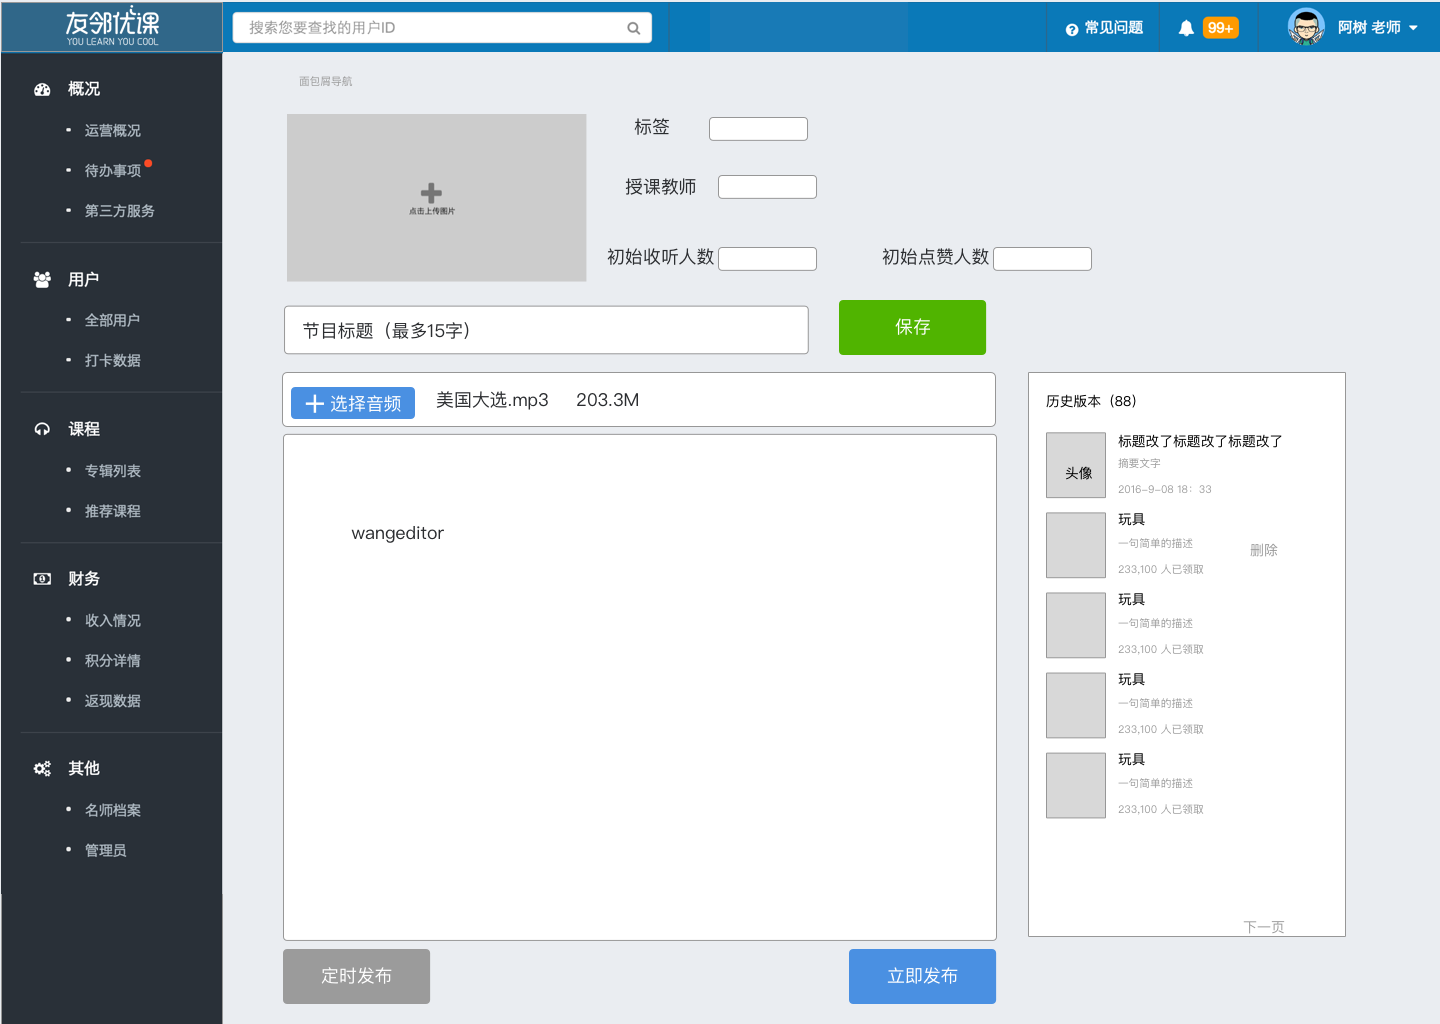 友邻优课
YOU LEARN YOU COOL
搜索您要查找的用户ID
常见问题
99+
阿树 老师
概况
运营概况
待办事项
第三方服务
用户
全部用户
打卡数据
课程
专辑列表
推荐课程
财务
收入情况
积分详情
返现数据
其他
名师档案
管理员
面包屑导航
点击上传图片
标签
授课教师
初始收听人数
初始点赞人数
节目标题（最多15字）
保存
选择音频 美国大选.mp3 203.3M
wangeditor
定时发布
立即发布
历史版本（88）
头像
标题改了标题改了标题改了
摘要文字
2016-9-08 18：33
玩具
一句简单的描述
删除
233,100 人已领取
玩具
一句简单的描述
233,100 人已领取
玩具
一句简单的描述
233,100 人已领取
玩具
一句简单的描述
233,100 人已领取
下一页